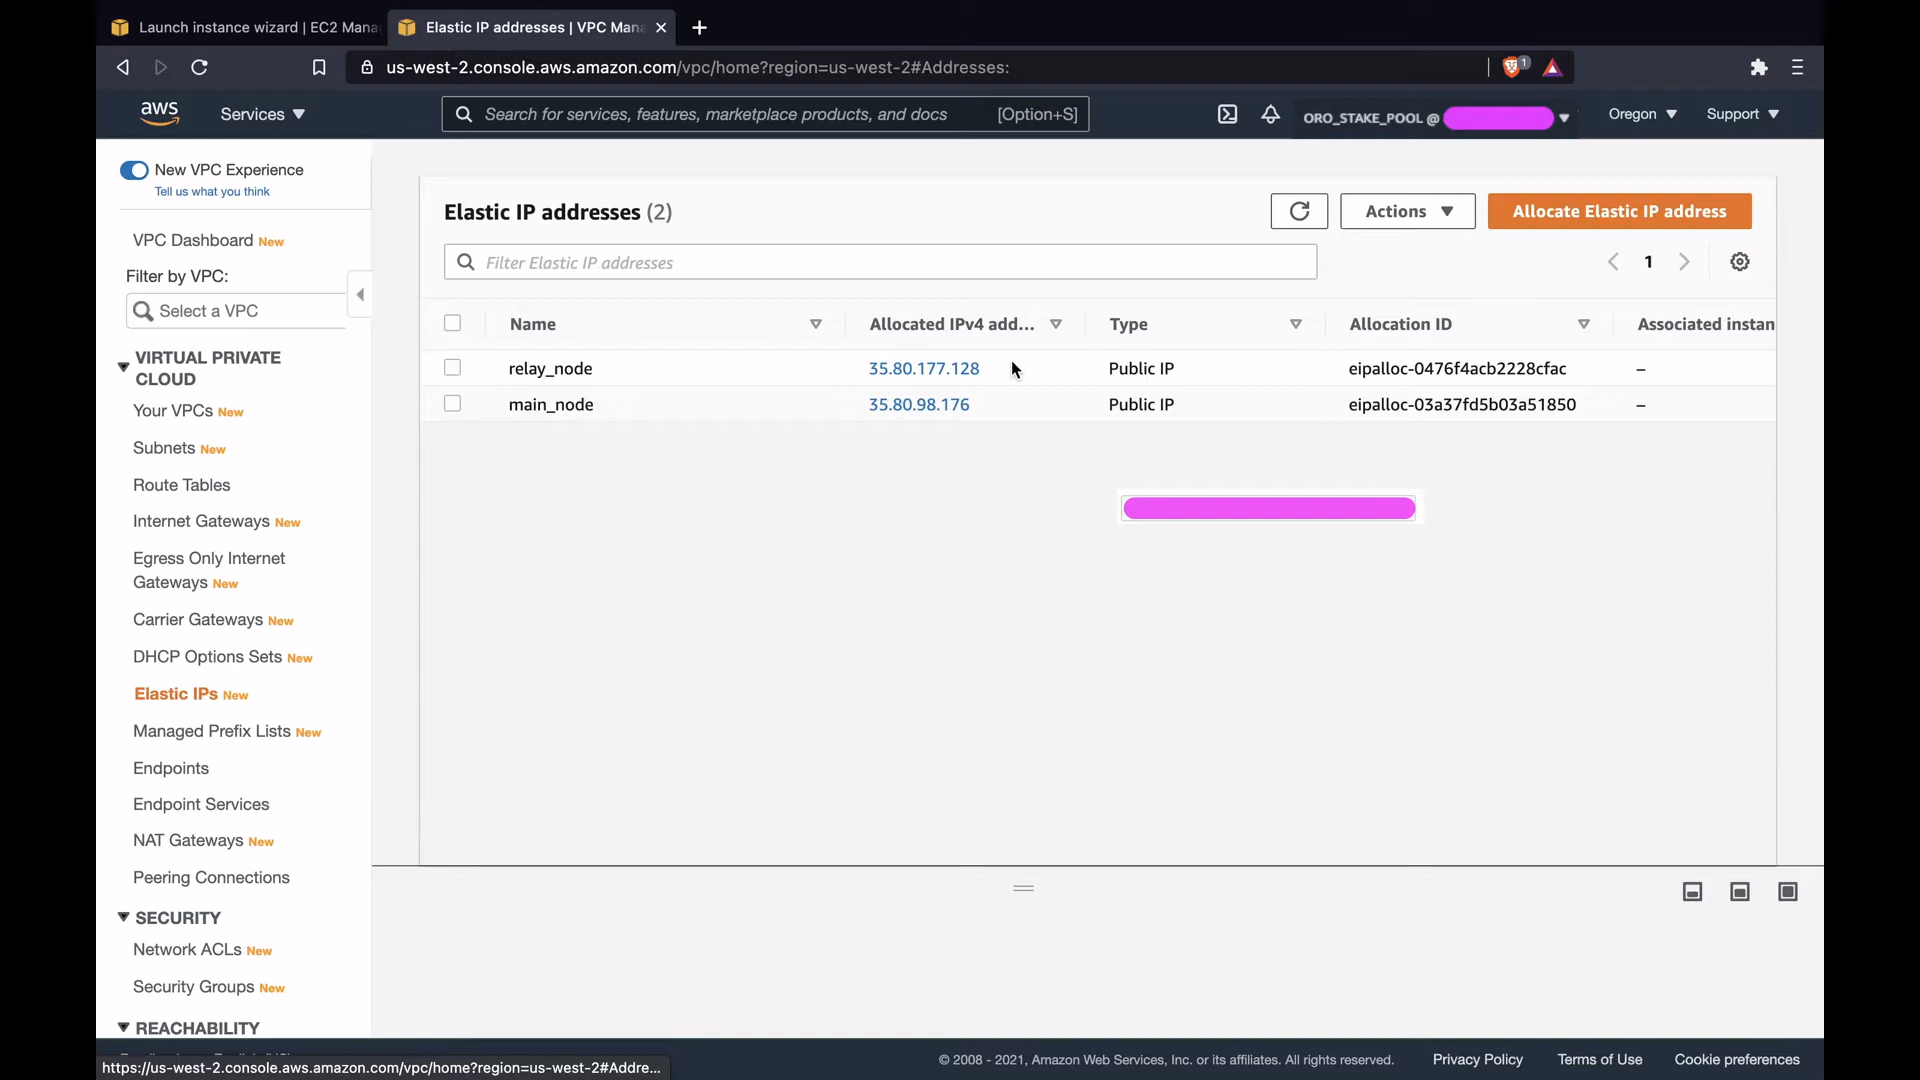 Launch instance wizard | EC2 Mana
Elastic IP addresses | VPC Man
us-west-2.console.aws.amazon.com/vpc/home?region=us-west-2#Addresses:
1
aws
Services
Search for services, features, marketplace products, and docs [Option+S]
ORO_STAKE_POOL @
Oregon
Support
New VPC Experience
Tell us what you think
VPC Dashboard New
Filter by VPC:
Select a VPC
VIRTUAL PRIVATE
CLOUD
Your VPCs New
Subnets New
Route Tables
Internet Gateways New
Egress Only Internet
Gateways New
Carrier Gateways New
DHCP Options Sets New
Elastic IPs New
Managed Prefix Lists New
Endpoints
Endpoint Services
NAT Gateways New
Peering Connections
SECURITY
Network ACLs New
Security Groups New
REACHABILITY
Elastic IP addresses (2)
Actions
Allocate Elastic IP address
Filter Elastic IP addresses
1
Name Allocated IPv4 add... Type Allocation ID Associated instan
relay_node 35.80.177.128 Public IP eipalloc-0476f4acb2228cfac –
main_node 35.80.98.176 Public IP eipalloc-03a37fd5b03a51850 –
https://us-west-2.console.aws.amazon.com/vpc/home?region=us-west-2#Addre...
© 2008 - 2021, Amazon Web Services, Inc. or its affiliates. All rights reserved.
Privacy Policy
Terms of Use
Cookie preferences